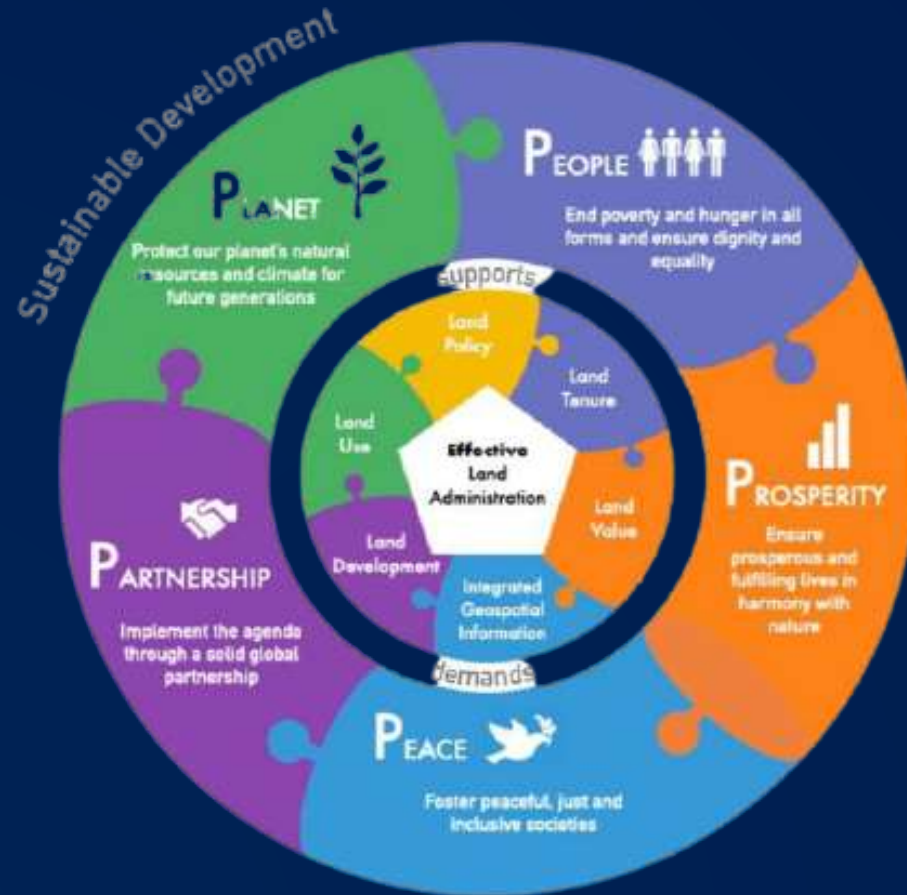 Sustainable Development
PLANET
Protect our planet's natural
resources and climate for
future generations
PEOPLE
End poverty and hunger in all
forms and ensure dignity and
equality
PROSPERITY
Ensure
prosperous and
fulfilling lives in
harmony with
nature
PEACE
Foster peaceful, just and
inclusive societies
PARTNERSHIP
Implement the agenda
through a solid global
partnership
supports
Land
Policy
Land
Tenure
Land
Value
Integrated
Geospatial
Information
Land
Development
Land
Use
Effective
Land
Administration
demands